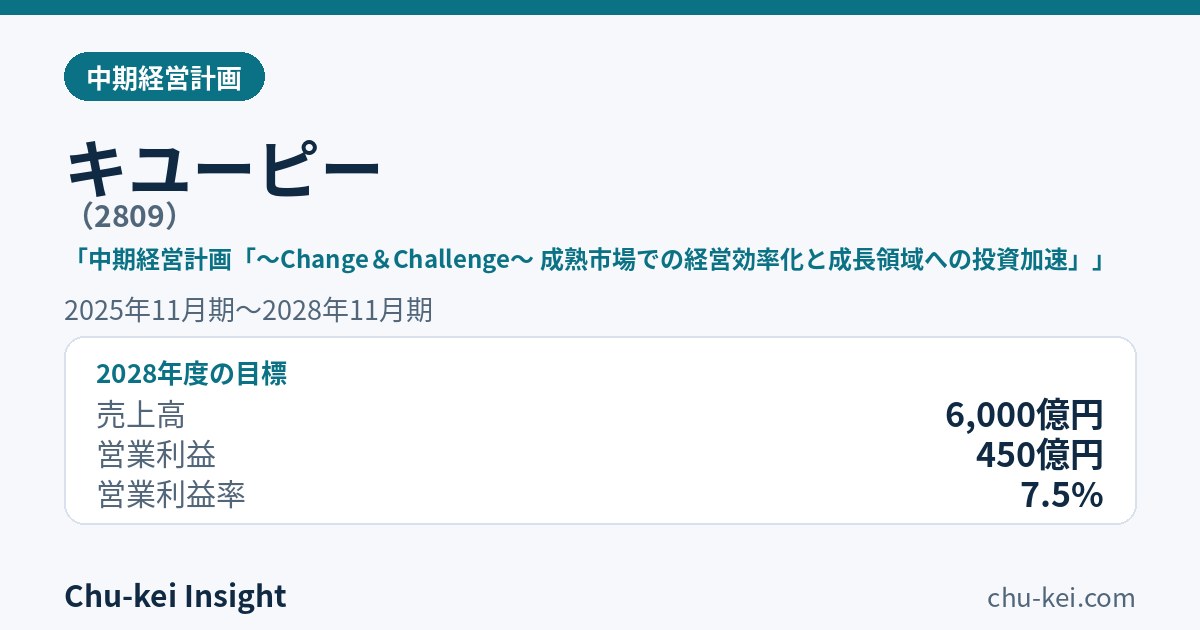 中期経営計画
キユーピー
（2809）
「中期経営計画「〜Change＆Challenge〜 成熟市場での経営効率化と成長領域への投資加速」」
2025年11月期〜2028年11月期
2028年度の目標
売上高 6,000億円
営業利益 450億円
営業利益率 7.5%
Chu-kei Insight chu-kei.com